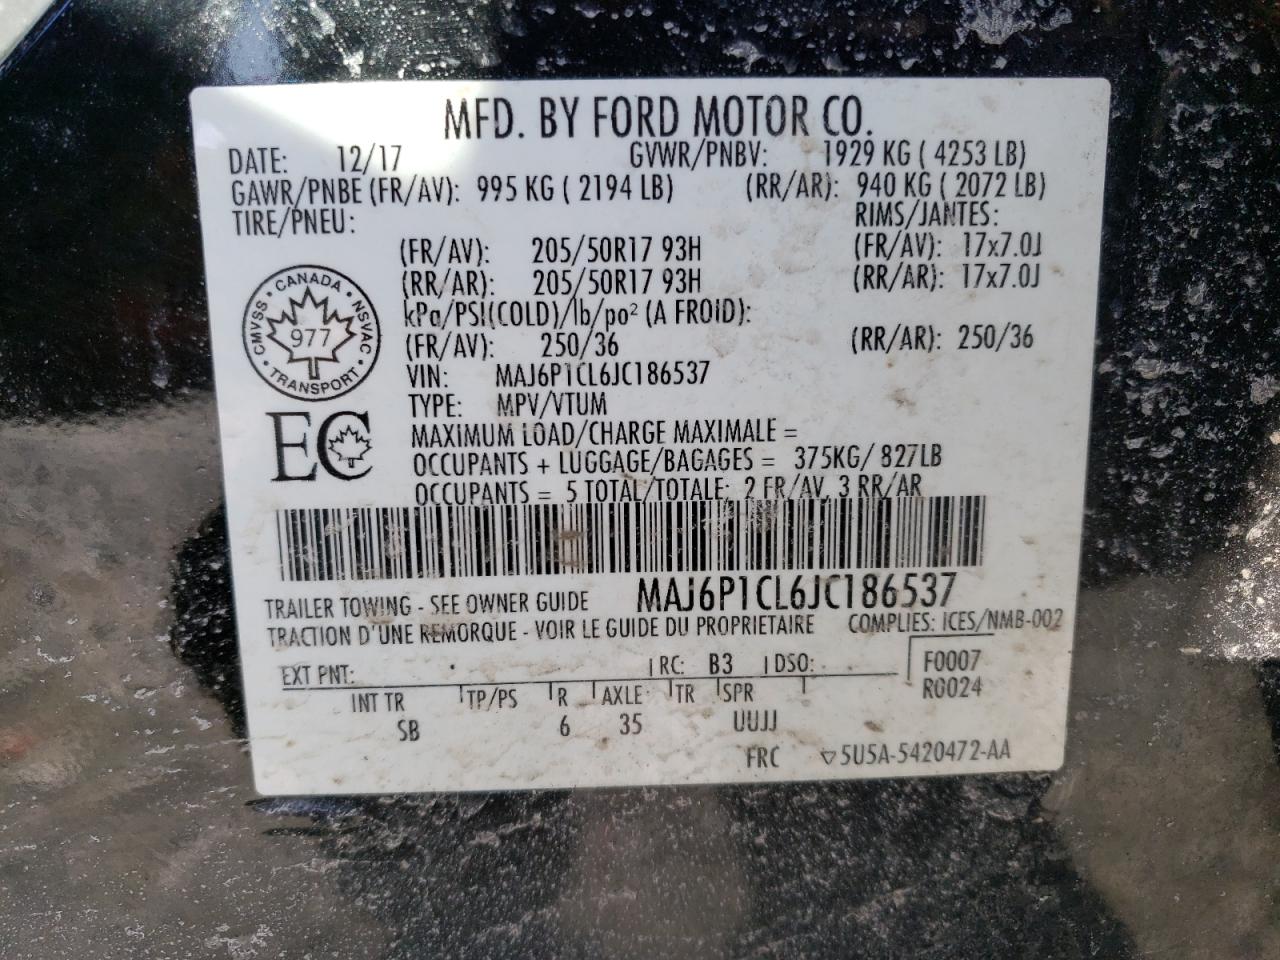 MFD. BY FORD MOTOR CO.
DATE: 12/17 GVWR/PNBV: 1929 KG ( 4253 LB)
GAWR/PNBE (FR/AV): 995 KG ( 2194 LB) (RR/AR): 940 KG ( 2072 LB)
TIRE/PNEU: RIMS/JANTES:
(FR/AV): 205/50R17 93H (FR/AV): 17x7.0J
(RR/AR): 205/50R17 93H (RR/AR): 17x7.0J
kPa/PSI(COLD)/lb/po² (A FROID):
(FR/AV): 250/36 (RR/AR): 250/36
CMVSS · CANADA · NSVAC · TRANSPORT ·
977
VIN: MAJ6P1CL6JC186537
TYPE: MPV/VTUM
EC
MAXIMUM LOAD/CHARGE MAXIMALE =
OCCUPANTS + LUGGAGE/BAGAGES = 375KG/ 827LB
OCCUPANTS = 5 TOTAL/TOTALE: 2 FR/AV, 3 RR/AR
MAJ6P1CL6JC186537
TRAILER TOWING - SEE OWNER GUIDE
TRACTION D'UNE REMORQUE - VOIR LE GUIDE DU PROPRIETAIRE COMPLIES: ICES/NMB-002
EXT PNT: RC: B3 DSO: F0007
R0024
INT TR TP/PS R AXLE TR SPR
SB 6 35 UUJJ
FRC ▽5U5A-5420472-AA